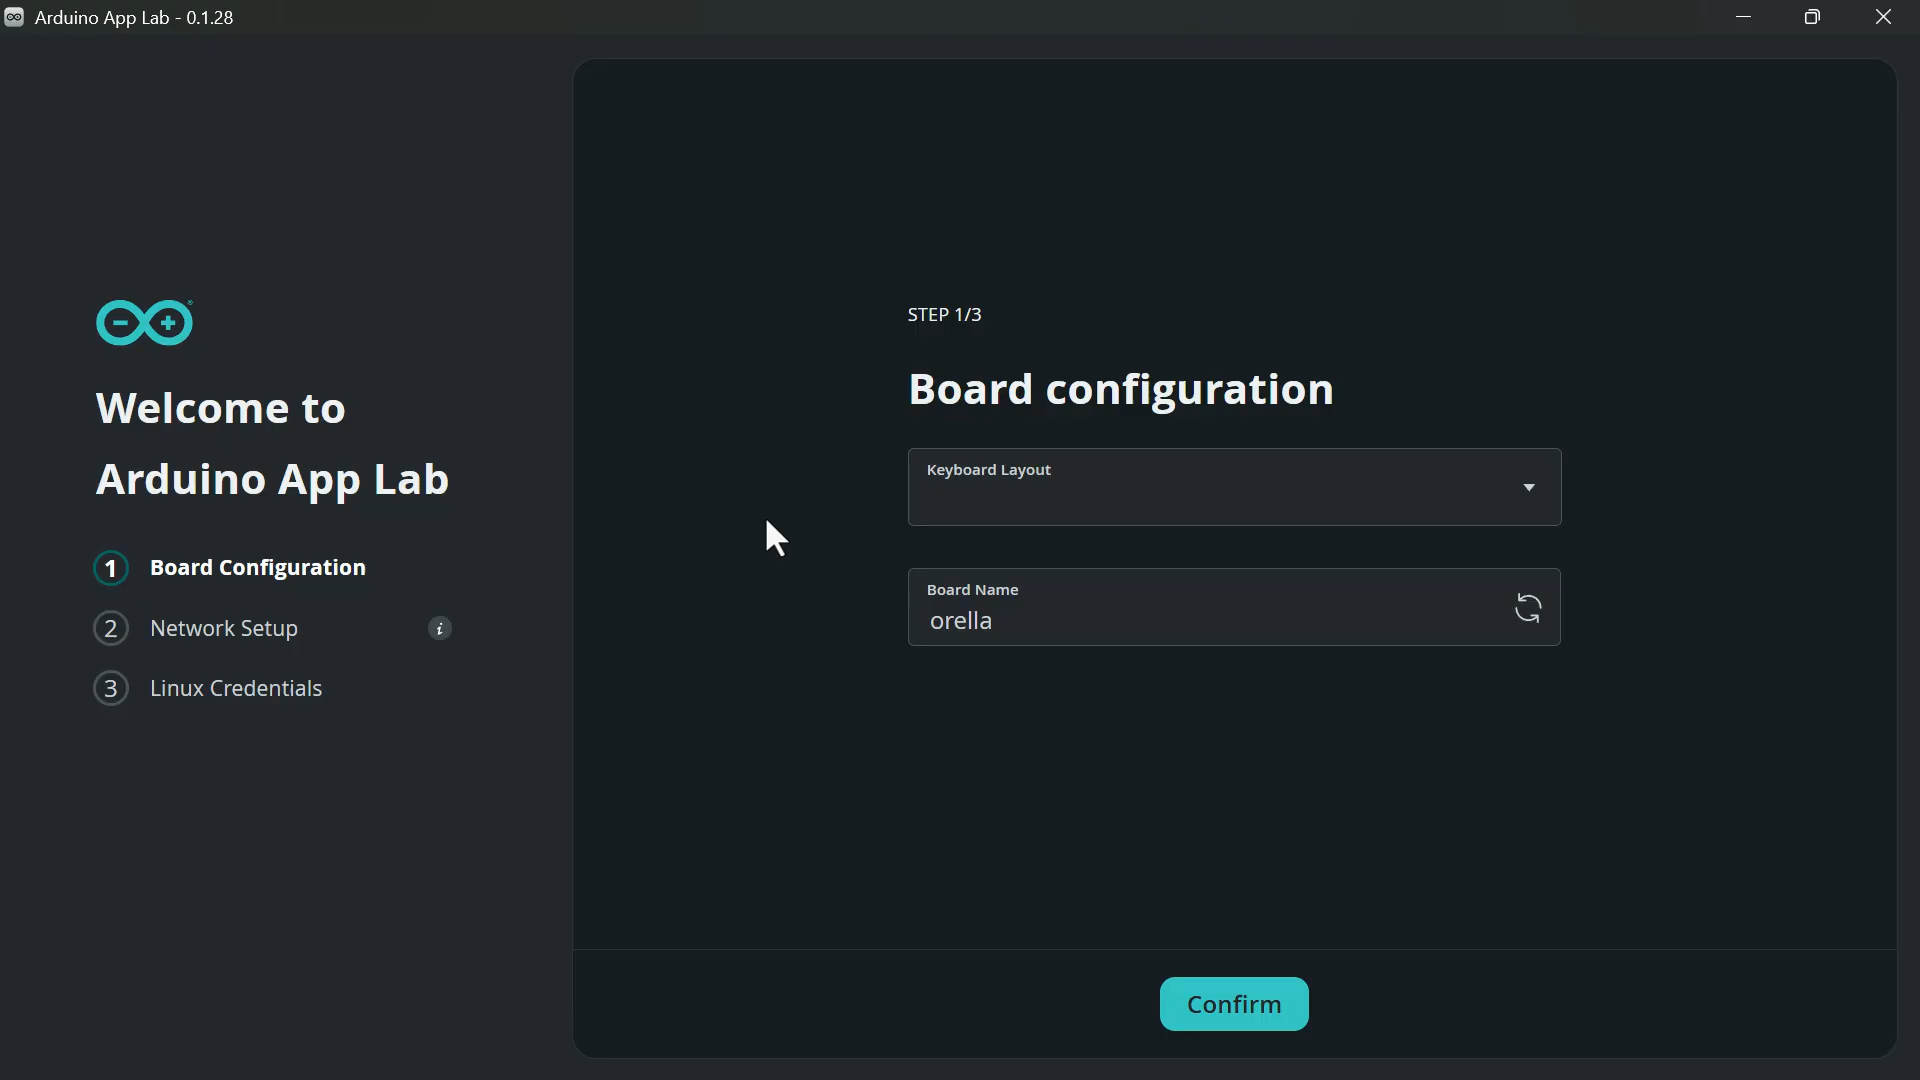 Arduino App Lab - 0.1.28
Welcome to
Arduino App Lab
1 Board Configuration
2 Network Setup i
3 Linux Credentials
STEP 1/3
Board configuration
Keyboard Layout
Board Name
orella
Confirm